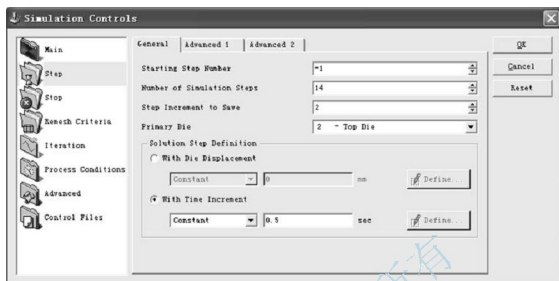 Simulation Controls
Main
Step
Stop
Remesh Criteria
Iteration
Process Conditions
Advanced
Control Files
General Advanced 1 Advanced 2
Starting Step Number -1
Number of Simulation Steps 14
Step Increment to Save 2
Primary Die 2 - Top Die
Solution Step Definition
With Die Displacement
Constant 0 mm Define...
With Time Increment
Constant 0.5 sec Define...
OK
Cancel
Reset
所有